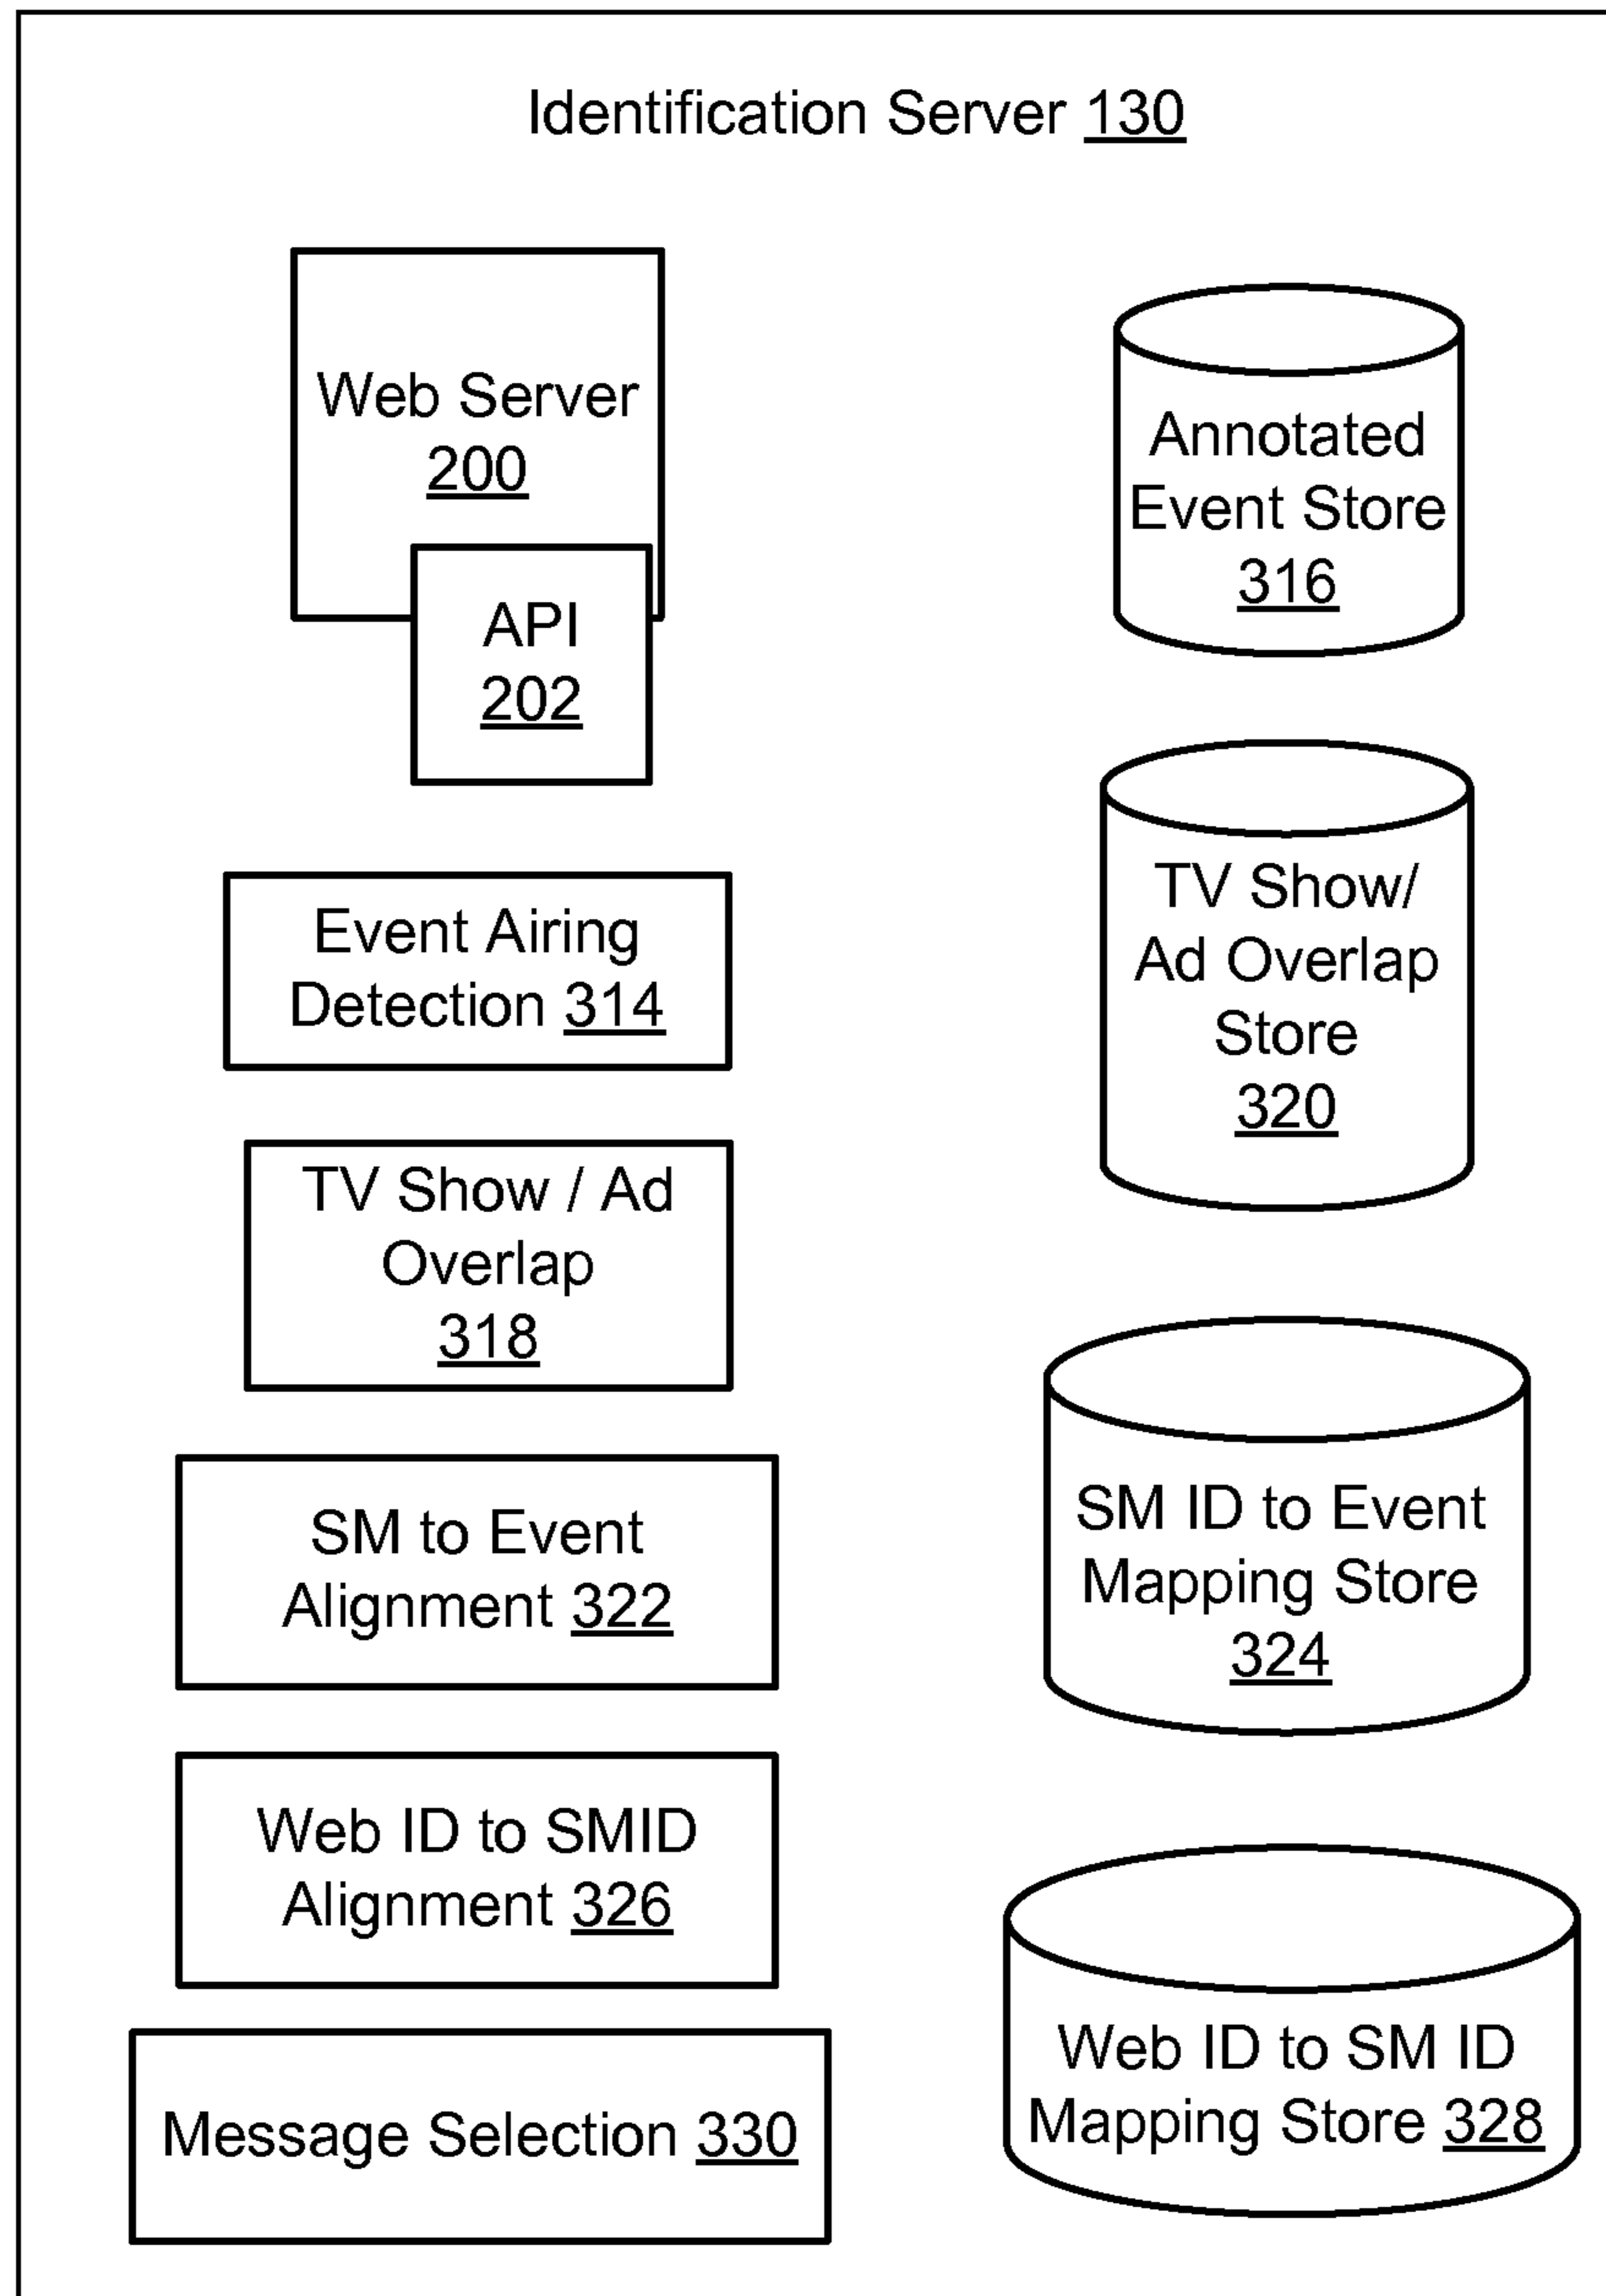 Identification Server 130
Web Server
200
API
202
Event Airing
Detection 314
TV Show / Ad
Overlap
318
SM to Event
Alignment 322
Web ID to SMID
Alignment 326
Message Selection 330
Annotated
Event Store
316
TV Show/
Ad Overlap
Store
320
SM ID to Event
Mapping Store
324
Web ID to SM ID
Mapping Store 328